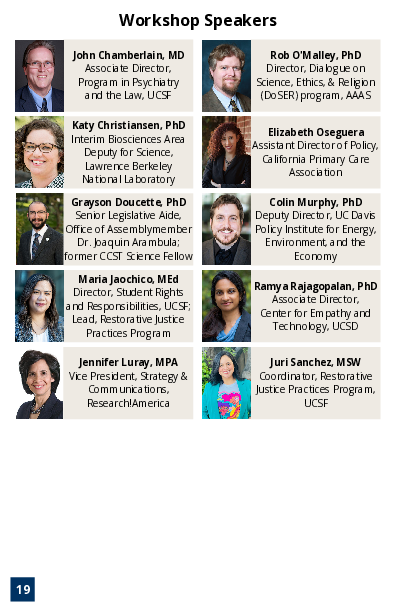 Workshop Speakers
John Chamberlain, MD
Associate Director,
Program in Psychiatry
and the Law, UCSF
Rob O'Malley, PhD
Director, Dialogue on
Science, Ethics, & Religion
(DoSER) program, AAAS
Katy Christiansen, PhD
Interim Biosciences Area
Deputy for Science,
Lawrence Berkeley
National Laboratory
Elizabeth Oseguera
Assistant Director of Policy,
California Primary Care
Association
Grayson Doucette, PhD
Senior Legislative Aide,
Office of Assemblymember
Dr. Joaquin Arambula;
former CCST Science Fellow
Colin Murphy, PhD
Deputy Director, UC Davis
Policy Institute for Energy,
Environment, and the
Economy
Maria Jaochico, MEd
Director, Student Rights
and Responsibilities, UCSF;
Lead, Restorative Justice
Practices Program
Ramya Rajagopalan, PhD
Associate Director,
Center for Empathy and
Technology, UCSD
Jennifer Luray, MPA
Vice President, Strategy &
Communications,
Research!America
Juri Sanchez, MSW
Coordinator, Restorative
Justice Practices Program,
UCSF
19